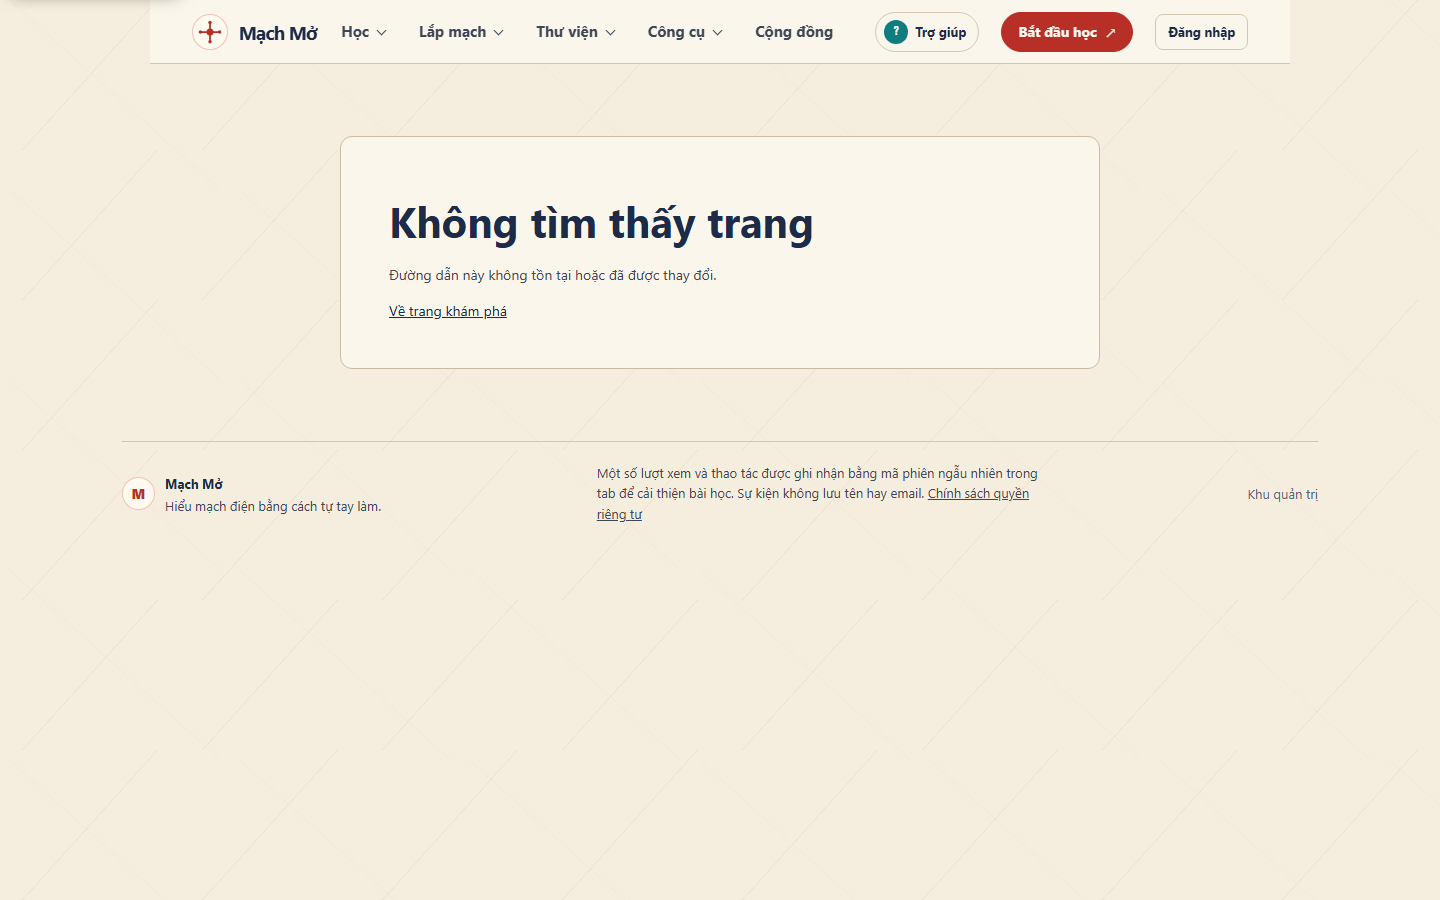 Mạch Mở
Học
Lắp mạch
Thư viện
Công cụ
Cộng đồng
? Trợ giúp
Bắt đầu học ↗
Đăng nhập
Không tìm thấy trang
Đường dẫn này không tồn tại hoặc đã được thay đổi.
Về trang khám phá
M
Mạch Mở
Hiểu mạch điện bằng cách tự tay làm.
Một số lượt xem và thao tác được ghi nhận bằng mã phiên ngẫu nhiên trong
tab để cải thiện bài học. Sự kiện không lưu tên hay email. Chính sách quyền
riêng tư
Khu quản trị